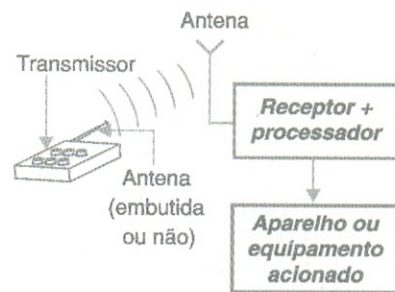 Antena
Transmissor
Receptor +
processador
Antena
(embutida
ou não)
Aparelho ou
equipamento
acionado